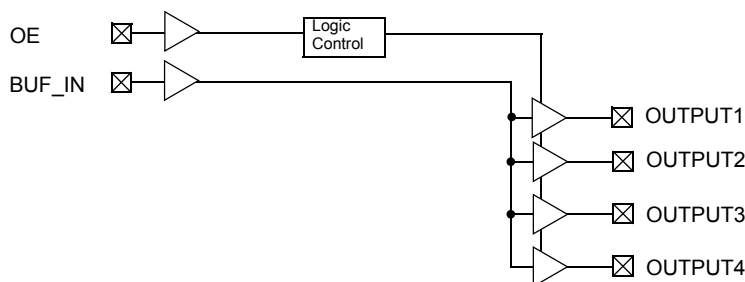 OE
Logic
Control
BUF_IN
OUTPUT1
OUTPUT2
OUTPUT3
OUTPUT4